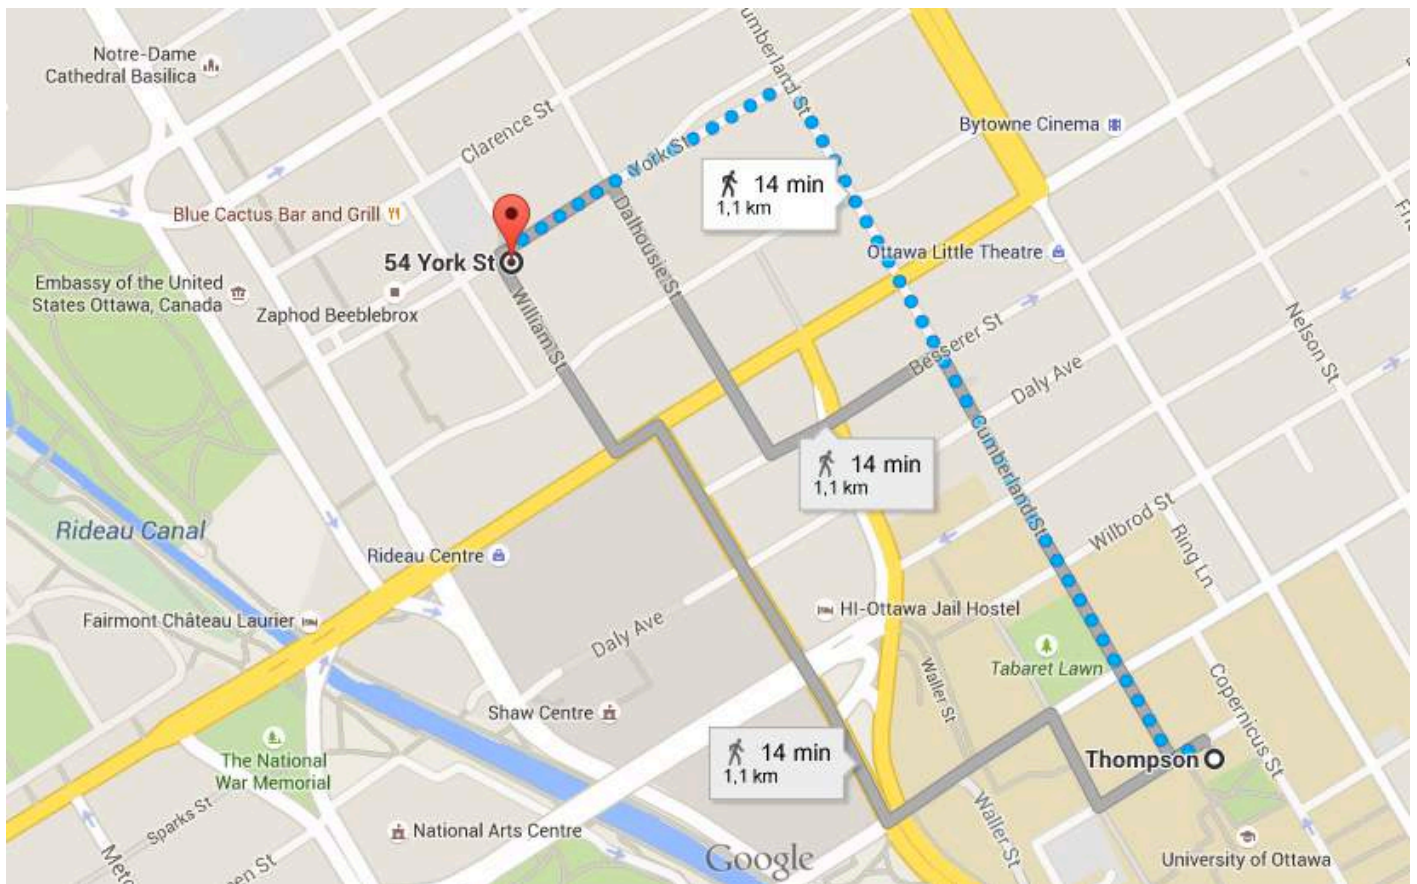 umberland St
Notre-Dame
Cathedral Basilica
Clarence St
Bytowne Cinema
York St
14 min
1,1 km
Blue Cactus Bar and Grill
Dalhousie St
54 York St
Ottawa Little Theatre
Embassy of the United
States Ottawa, Canada
Zaphod Beeblebrox
William St
Besserer St
Nelson St
Daly Ave
14 min
1,1 km
Cumberland St
Rideau Canal
Rideau Centre
Wilbrod St
Ring Ln
HI-Ottawa Jail Hostel
Fairmont Château Laurier
Daly Ave
Tabaret Lawn
Waller St
Copernicus St
Shaw Centre
14 min
1,1 km
Thompson
The National
War Memorial
Sparks St
National Arts Centre
Waller St
Google
University of Ottawa
Metc
een St